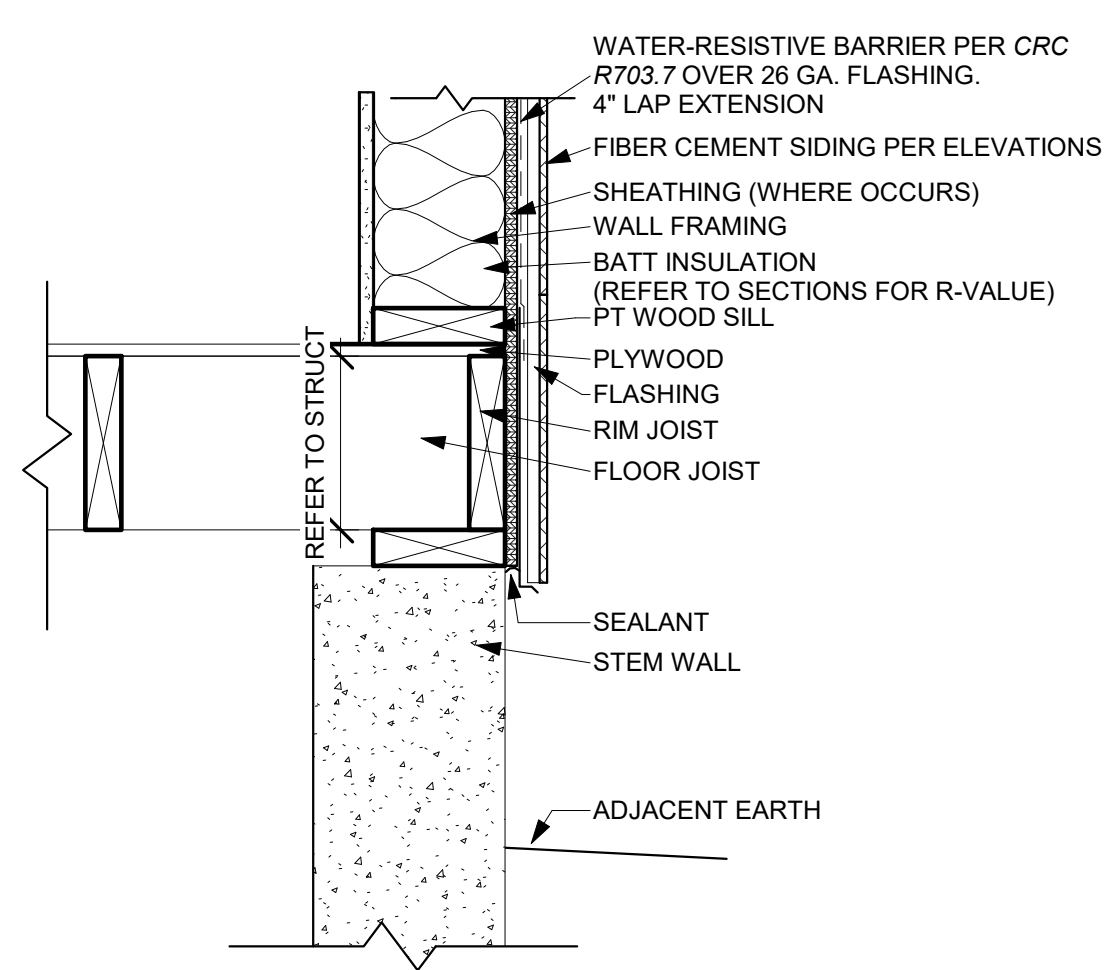 WATER-RESISTIVE BARRIER PER CRC
R703.7 OVER 26 GA. FLASHING.
4" LAP EXTENSION
FIBER CEMENT SIDING PER ELEVATIONS
SHEATHING (WHERE OCCURS)
WALL FRAMING
BATT INSULATION
(REFER TO SECTIONS FOR R-VALUE)
PT WOOD SILL
PLYWOOD
FLASHING
RIM JOIST
FLOOR JOIST
REFER TO STRUCT
SEALANT
STEM WALL
ADJACENT EARTH